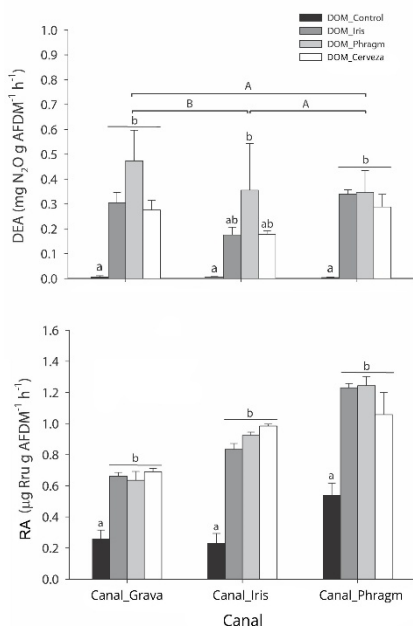 DOM_Control
DOM_Iris
DOM_Phragm
DOM_Cerveza
DEA (mg N₂O g AFDM⁻¹ h⁻¹)
1.0
0.9
0.8
0.7
0.6
0.5
0.4
0.3
0.2
0.1
0.0
A
B A
b b b
a a ab ab a
RA (µg Rru g AFDM⁻¹ h⁻¹)
1.6
1.4
1.2
1.0
0.8
0.6
0.4
0.2
0.0
b
b
b
a a a
Canal_Grava Canal_Iris Canal_Phragm
Canal